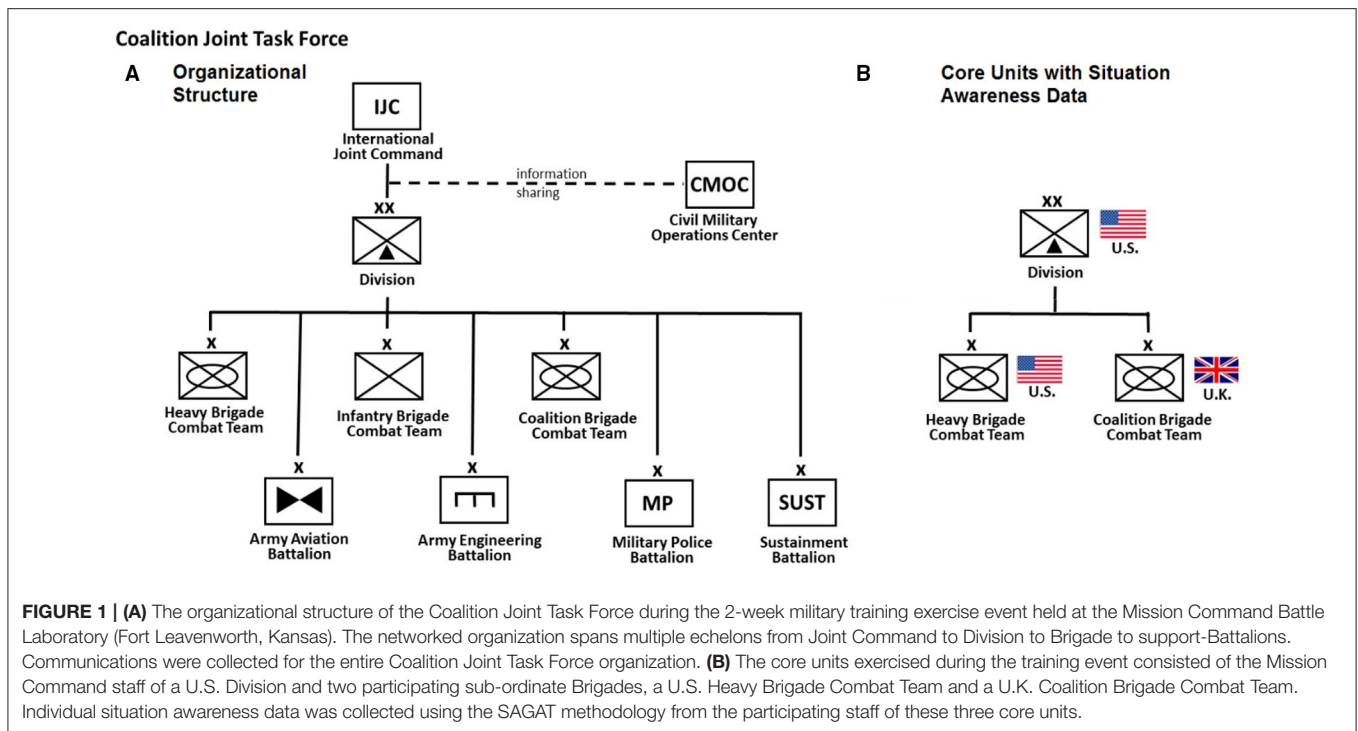 Coalition Joint Task Force
A Organizational
Structure
IJC
International
Joint Command
information
sharing
CMOC
Civil Military
Operations Center
XX
Division
X
Heavy Brigade
Combat Team
X
Infantry Brigade
Combat Team
X
Coalition Brigade
Combat Team
X
Army Aviation
Battalion
X
Army Engineering
Battalion
X
MP
Military Police
Battalion
X
SUST
Sustainment
Battalion
B Core Units with Situation
Awareness Data
XX
U.S.
Division
X
U.S.
Heavy Brigade
Combat Team
X
U.K.
Coalition Brigade
Combat Team
FIGURE 1 | (A) The organizational structure of the Coalition Joint Task Force during the 2-week military training exercise event held at the Mission Command Battle
Laboratory (Fort Leavenworth, Kansas). The networked organization spans multiple echelons from Joint Command to Division to Brigade to support-Battalions.
Communications were collected for the entire Coalition Joint Task Force organization. (B) The core units exercised during the training event consisted of the Mission
Command staff of a U.S. Division and two participating sub-ordinate Brigades, a U.S. Heavy Brigade Combat Team and a U.K. Coalition Brigade Combat Team.
Individual situation awareness data was collected using the SAGAT methodology from the participating staff of these three core units.